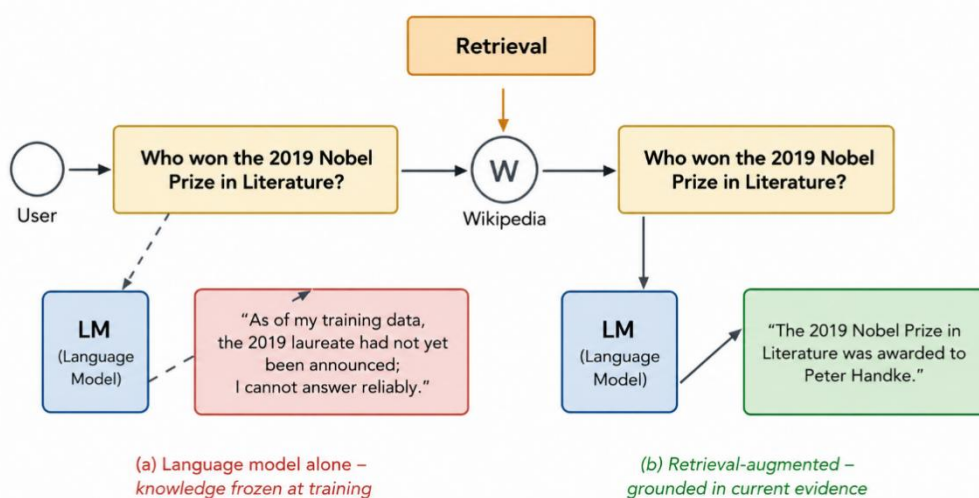 Retrieval
Who won the 2019 Nobel
Prize in Literature?
W
Who won the 2019 Nobel
Prize in Literature?
User
Wikipedia
LM
(Language
Model)
“As of my training data,
the 2019 laureate had not yet
been announced;
I cannot answer reliably.”
LM
(Language
Model)
“The 2019 Nobel Prize in
Literature was awarded to
Peter Handke.”
(a) Language model alone –
knowledge frozen at training
(b) Retrieval-augmented –
grounded in current evidence